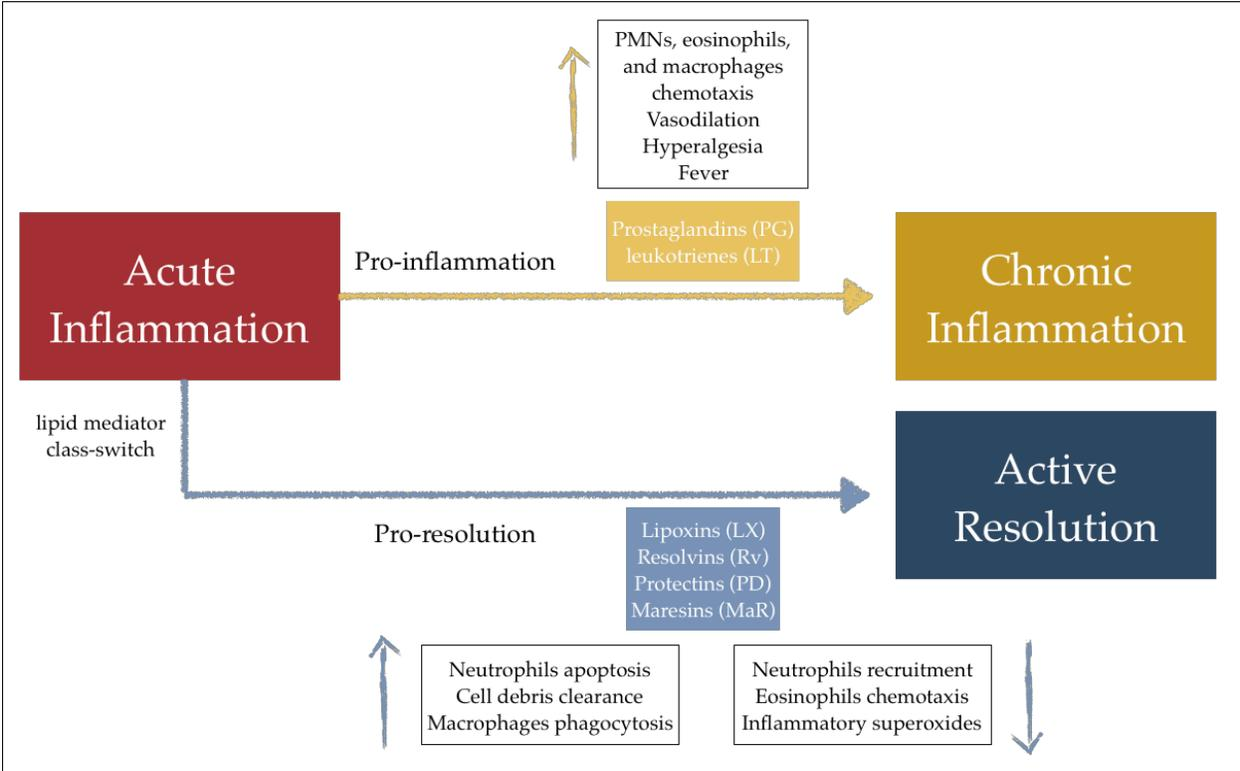 PMNs, eosinophils,
and macrophages
chemotaxis
Vasodilation
Hyperalgesia
Fever
Prostaglandins (PG)
leukotrienes (LT)
Acute
Inflammation
Pro-inflammation
Chronic
Inflammation
lipid mediator
class-switch
Active
Resolution
Pro-resolution
Lipoxins (LX)
Resolvins (Rv)
Protectins (PD)
Maresins (MaR)
Neutrophils apoptosis
Cell debris clearance
Macrophages phagocytosis
Neutrophils recruitment
Eosinophils chemotaxis
Inflammatory superoxides